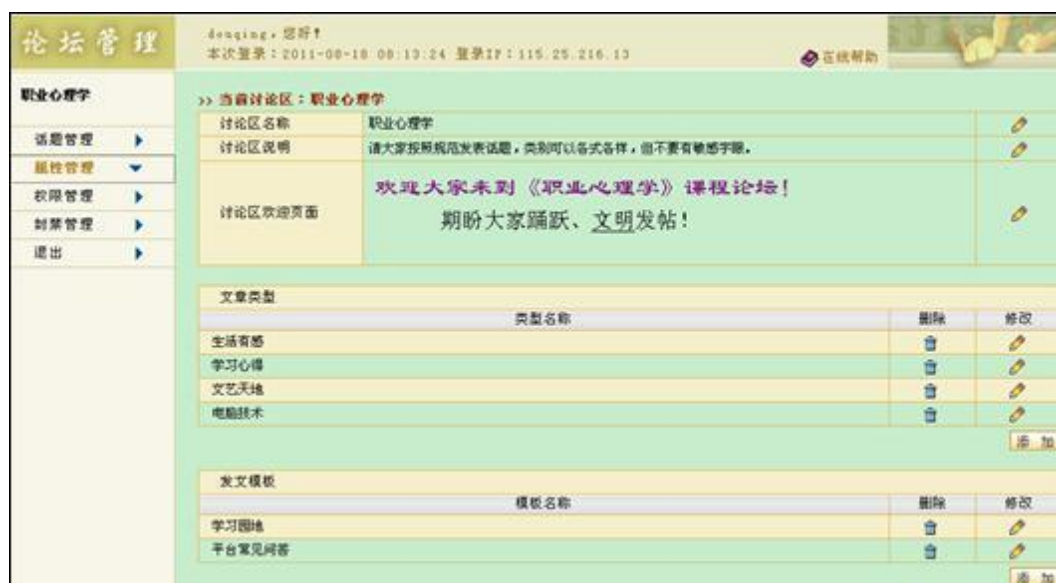 论坛管理
donqing，您好！
本次登录：2011-08-18 08:13:24 登录IP：115.25.216.13
在线帮助
职业心理学
话题管理
属性管理
权限管理
封禁管理
退出
>> 当前讨论区：职业心理学
讨论区名称 职业心理学
讨论区说明 请大家按照规范发表话题，类别可以各式各样，但不要有敏感字眼。
讨论区欢迎页面
欢迎大家来到《职业心理学》课程论坛！
期盼大家踊跃、文明发帖！
文章类型
类型名称 删除 修改
生活有感
学习心得
文艺天地
电脑技术
添 加
发文模板
模板名称 删除 修改
学习园地
平台常见问答
添 加